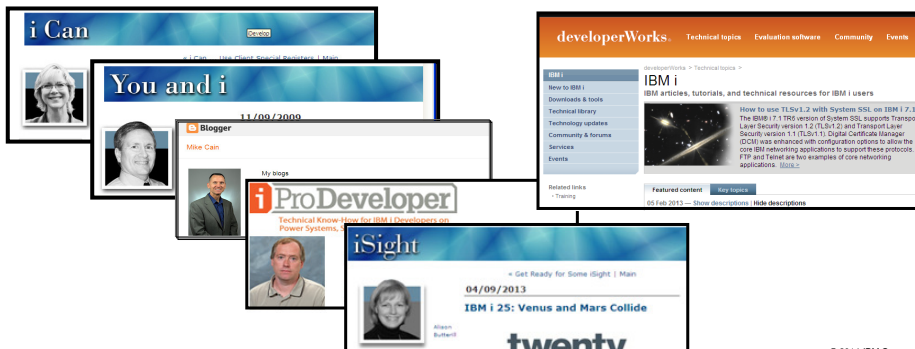 i Can
Develop
« i Can Use Client Special Registers | Main
You and i
11/09/2009
Blogger
Mike Cain
My blogs
iProDeveloper
Technical Know-How for IBM i Developers on
Power Systems, S
iSight
« Get Ready for Some iSight | Main
04/09/2013
IBM i 25: Venus and Mars Collide
Alison
Butterill
twenty
developerWorks.
Technical topics Evaluation software Community Events
developerWorks > Technical topics >
IBM i
IBM articles, tutorials, and technical resources for IBM i users
IBM i
New to IBM i
Downloads & tools
Technical library
Technology updates
Community & forums
Services
Events
Related links
• Training
How to use TLSv1.2 with System SSL on IBM i 7.1
The IBM® i 7.1 TR6 version of System SSL supports Transpo
Layer Security version 1.2 (TLSv1.2) and Transport Layer
Security version 1.1 (TLSv1.1). Digital Certificate Manager
(DCM) was enhanced with configuration options to allow the
core IBM networking applications to support these protocols.
FTP and Telnet are two examples of core networking
applications. More >
Featured content Key topics
05 Feb 2013 — Show descriptions | Hide descriptions